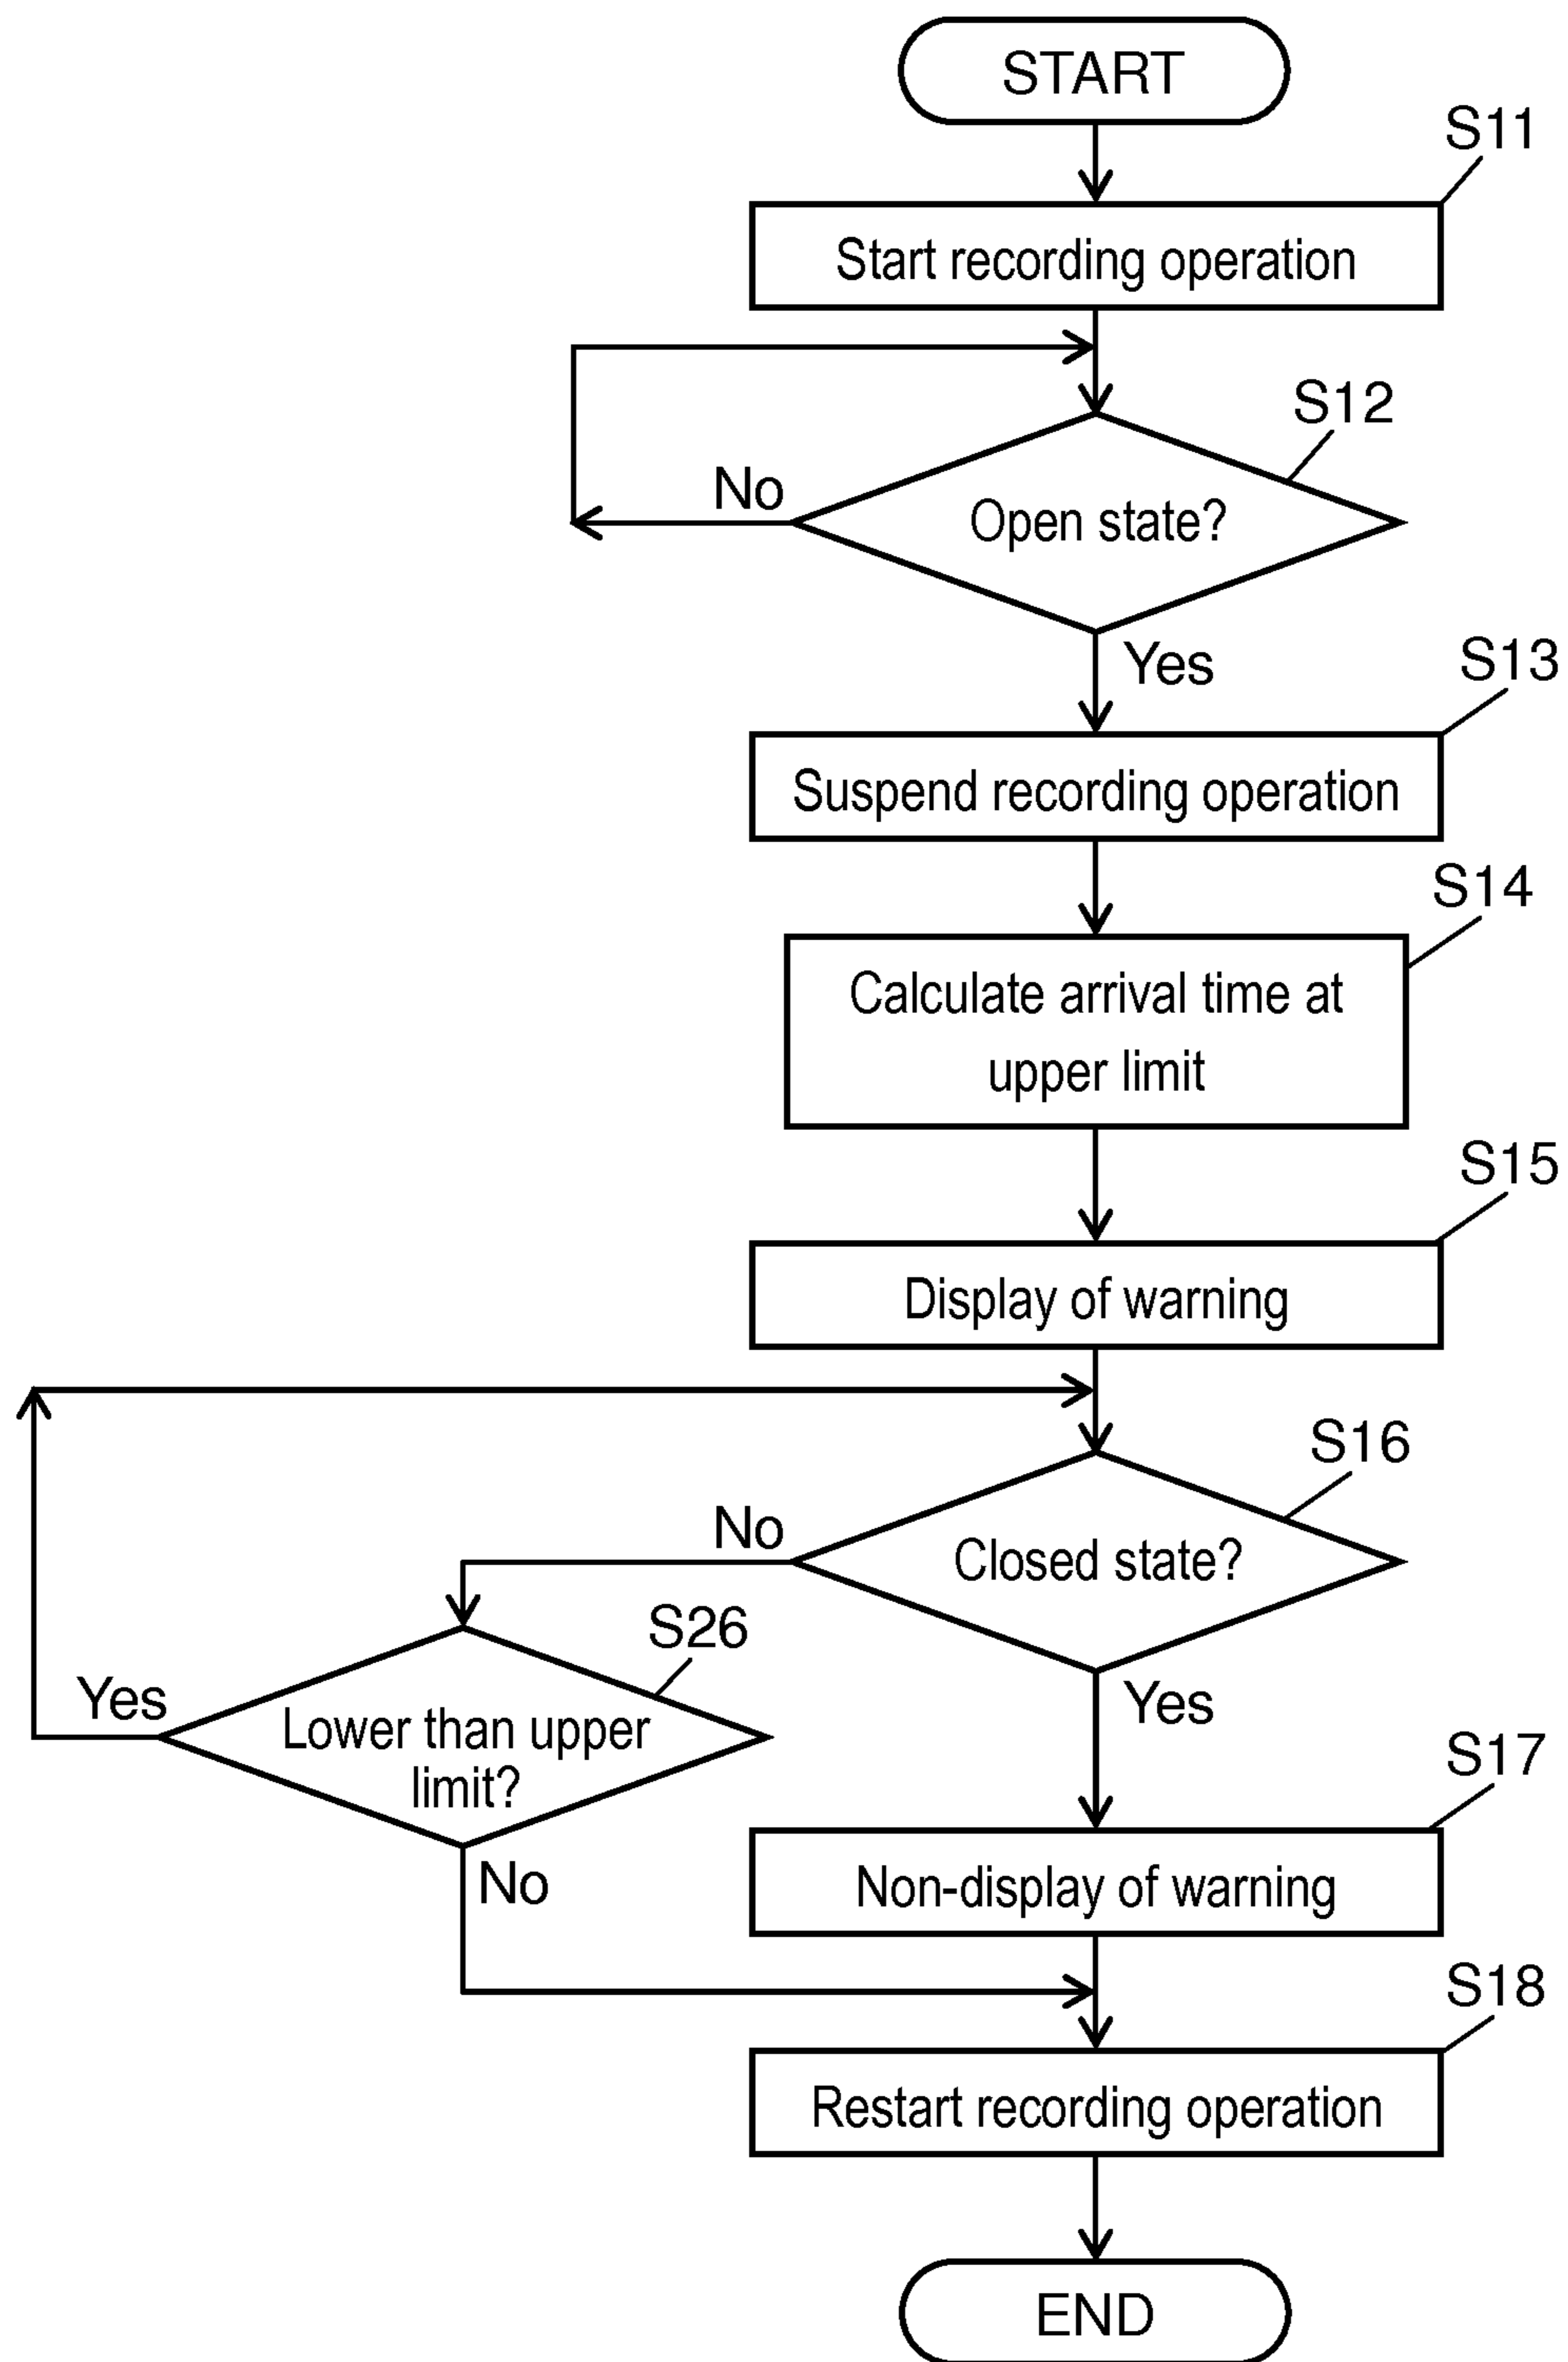 START
S11
Start recording operation
S12
No
Open state?
Yes
S13
Suspend recording operation
S14
Calculate arrival time at
upper limit
S15
Display of warning
S16
No
Closed state?
S26
Yes
Yes
Lower than upper
limit?
S17
No
Non-display of warning
S18
Restart recording operation
END